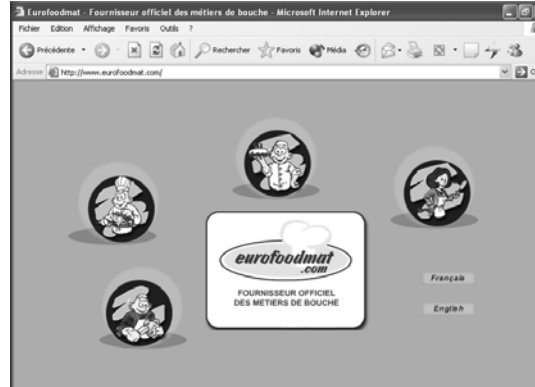 Eurofoodmat - Fournisseur officiel des métiers de bouche - Microsoft Internet Explorer
Fichier Edition Affichage Favoris Outils ?
Précédente Rechercher Favoris Média
Adresse http://www.eurofoodmat.com/
eurofoodmat
.com
FOURNISSEUR OFFICIEL
DES METIERS DE BOUCHE
Français
English